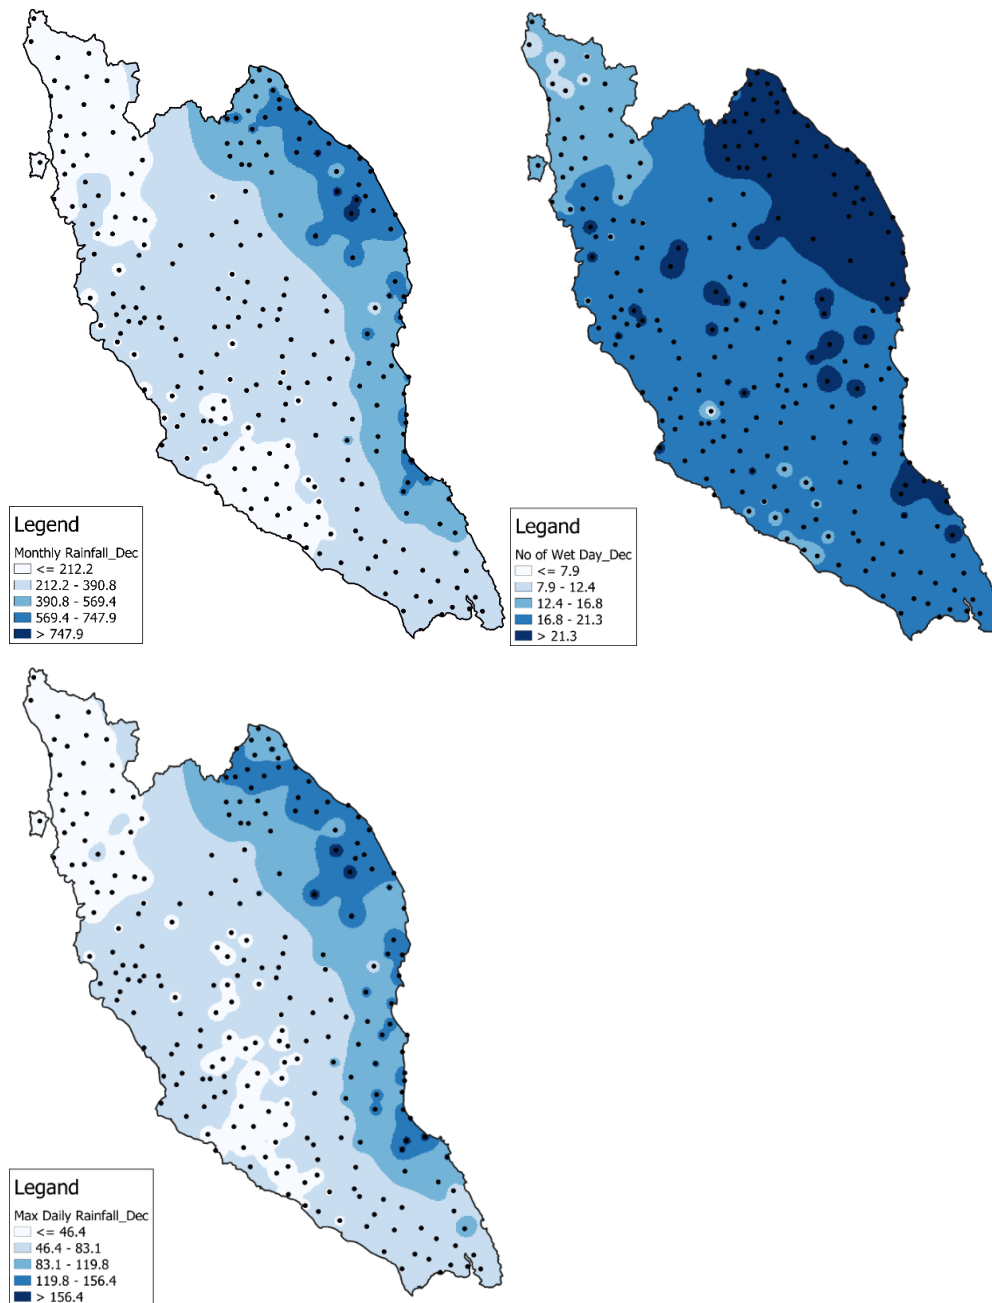 Legend
Monthly Rainfall_Dec
<= 212.2
212.2 - 390.8
390.8 - 569.4
569.4 - 747.9
> 747.9
Legand
No of Wet Day_Dec
<= 7.9
7.9 - 12.4
12.4 - 16.8
16.8 - 21.3
> 21.3
Legand
Max Daily Rainfall_Dec
<= 46.4
46.4 - 83.1
83.1 - 119.8
119.8 - 156.4
> 156.4